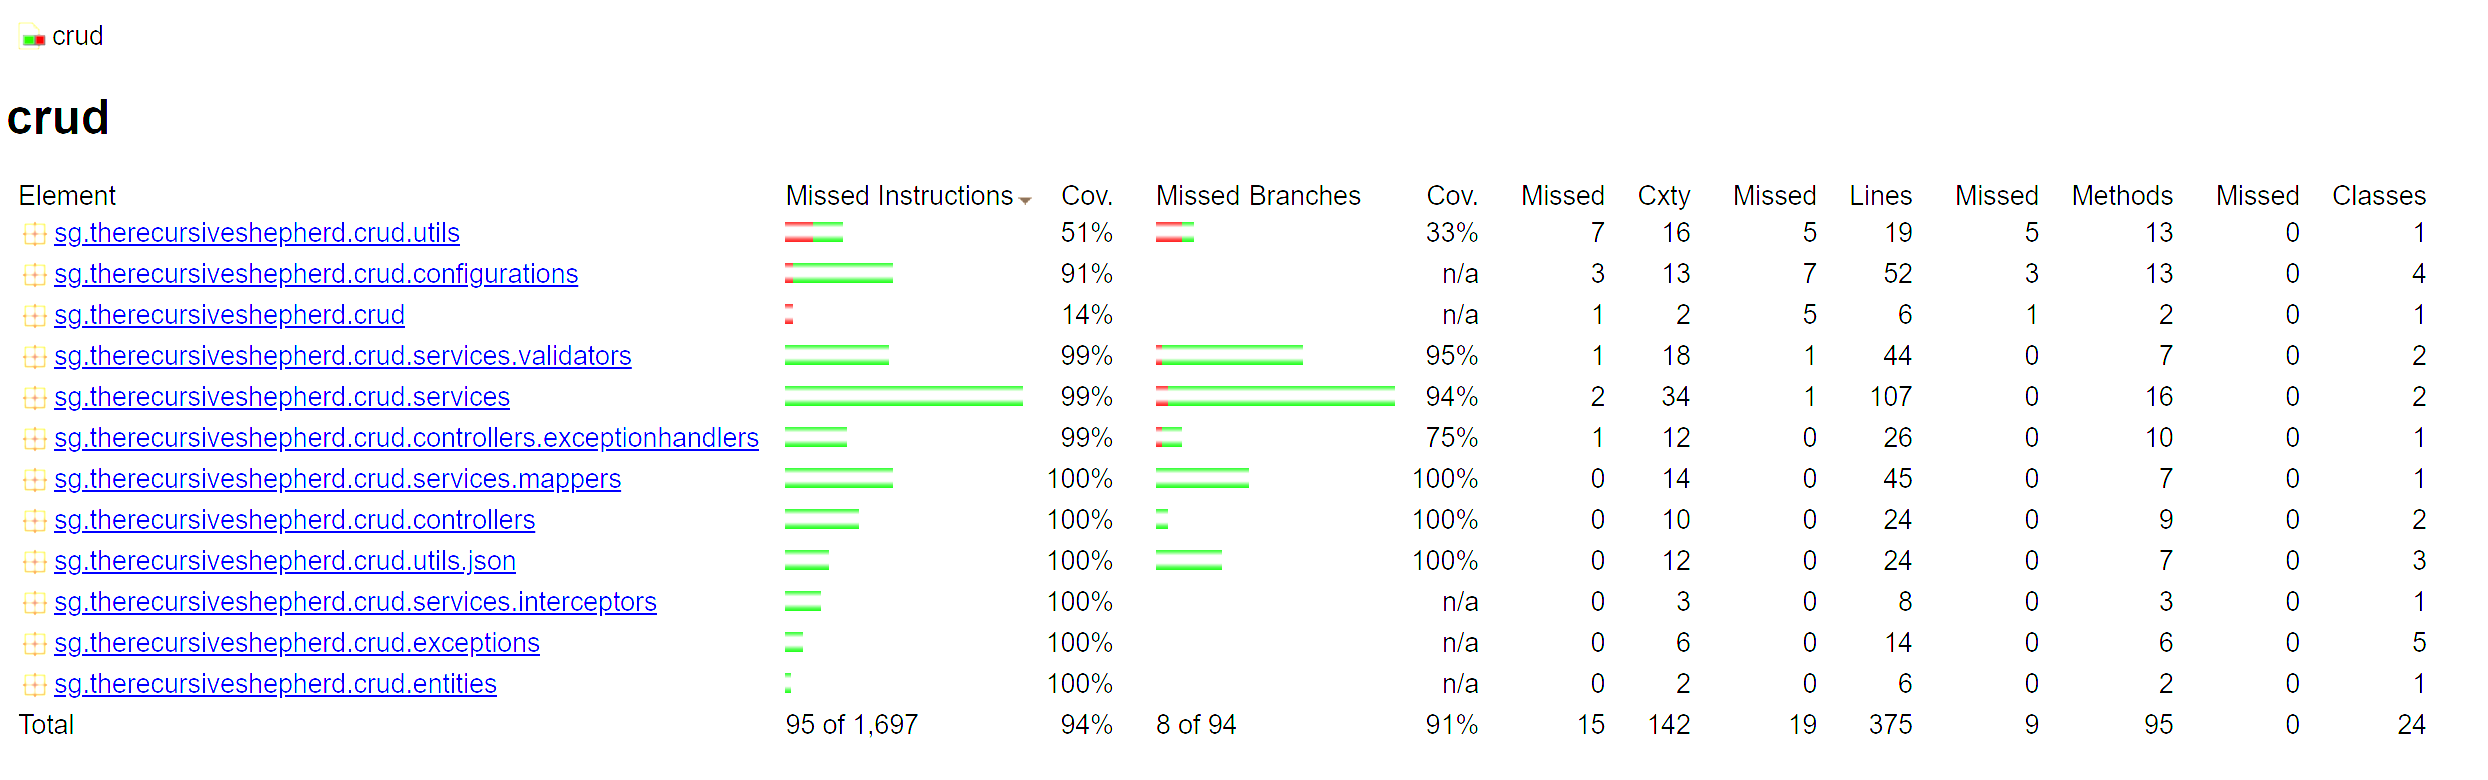 crud
crud
Element Missed Instructions Cov. Missed Branches Cov. Missed Cxty Missed Lines Missed Methods Missed Classes
sg.therecursiveshepherd.crud.utils 51% 33% 7 16 5 19 5 13 0 1
sg.therecursiveshepherd.crud.configurations 91% n/a 3 13 7 52 3 13 0 4
sg.therecursiveshepherd.crud 14% n/a 1 2 5 6 1 2 0 1
sg.therecursiveshepherd.crud.services.validators 99% 95% 1 18 1 44 0 7 0 2
sg.therecursiveshepherd.crud.services 99% 94% 2 34 1 107 0 16 0 2
sg.therecursiveshepherd.crud.controllers.exceptionhandlers 99% 75% 1 12 0 26 0 10 0 1
sg.therecursiveshepherd.crud.services.mappers 100% 100% 0 14 0 45 0 7 0 1
sg.therecursiveshepherd.crud.controllers 100% 100% 0 10 0 24 0 9 0 2
sg.therecursiveshepherd.crud.utils.json 100% 100% 0 12 0 24 0 7 0 3
sg.therecursiveshepherd.crud.services.interceptors 100% n/a 0 3 0 8 0 3 0 1
sg.therecursiveshepherd.crud.exceptions 100% n/a 0 6 0 14 0 6 0 5
sg.therecursiveshepherd.crud.entities 100% n/a 0 2 0 6 0 2 0 1
Total 95 of 1,697 94% 8 of 94 91% 15 142 19 375 9 95 0 24